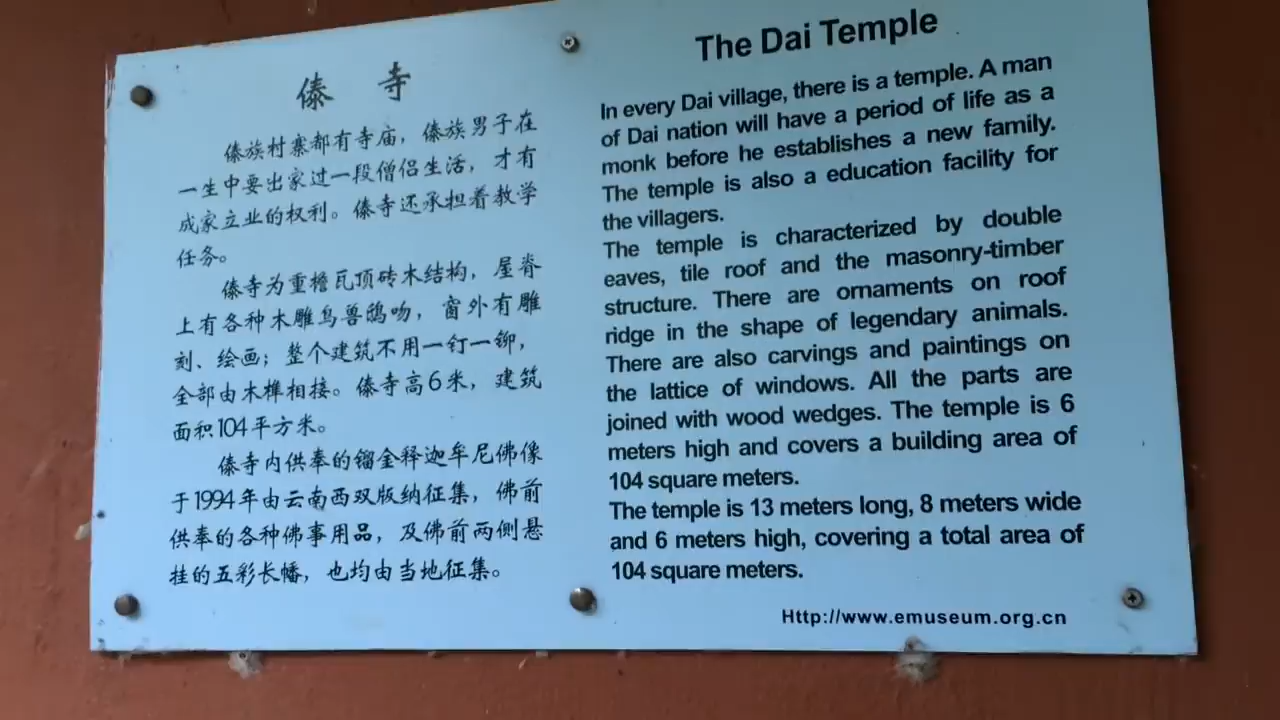 傣 寺
傣族村寨都有寺庙，傣族男子在
一生中要出家过一段僧侣生活，才有
成家立业的权利。傣寺还承担着教学
任务。
傣寺为重檐瓦顶砖木结构，屋脊
上有各种木雕鸟兽鸱吻，窗外有雕
刻、绘画；整个建筑不用一钉一铆，
全部由木榫相接。傣寺高6米，建筑
面积104平方米。
傣寺内供奉的镏金释迦牟尼佛像
于1994年由云南西双版纳征集，佛前
供奉的各种佛事用品，及佛前两侧悬
挂的五彩长幡，也均由当地征集。
The Dai Temple
In every Dai village, there is a temple. A man
of Dai nation will have a period of life as a
monk before he establishes a new family.
The temple is also a education facility for
the villagers.
The temple is characterized by double
eaves, tile roof and the masonry-timber
structure. There are ornaments on roof
ridge in the shape of legendary animals.
There are also carvings and paintings on
the lattice of windows. All the parts are
joined with wood wedges. The temple is 6
meters high and covers a building area of
104 square meters.
The temple is 13 meters long, 8 meters wide
and 6 meters high, covering a total area of
104 square meters.
Http://www.emuseum.org.cn